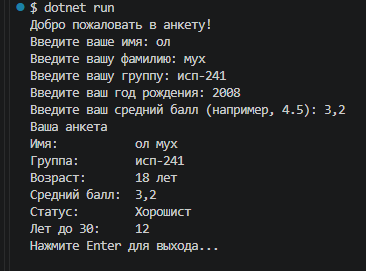 $ dotnet run
Добро пожаловать в анкету!
Введите ваше имя: ол
Введите вашу фамилию: мух
Введите вашу группу: исп-241
Введите ваш год рождения: 2008
Введите ваш средний балл (например, 4.5): 3,2
Ваша анкета
Имя: ол мух
Группа: исп-241
Возраст: 18 лет
Средний балл: 3,2
Статус: Хорошист
Лет до 30: 12
Нажмите Enter для выхода...